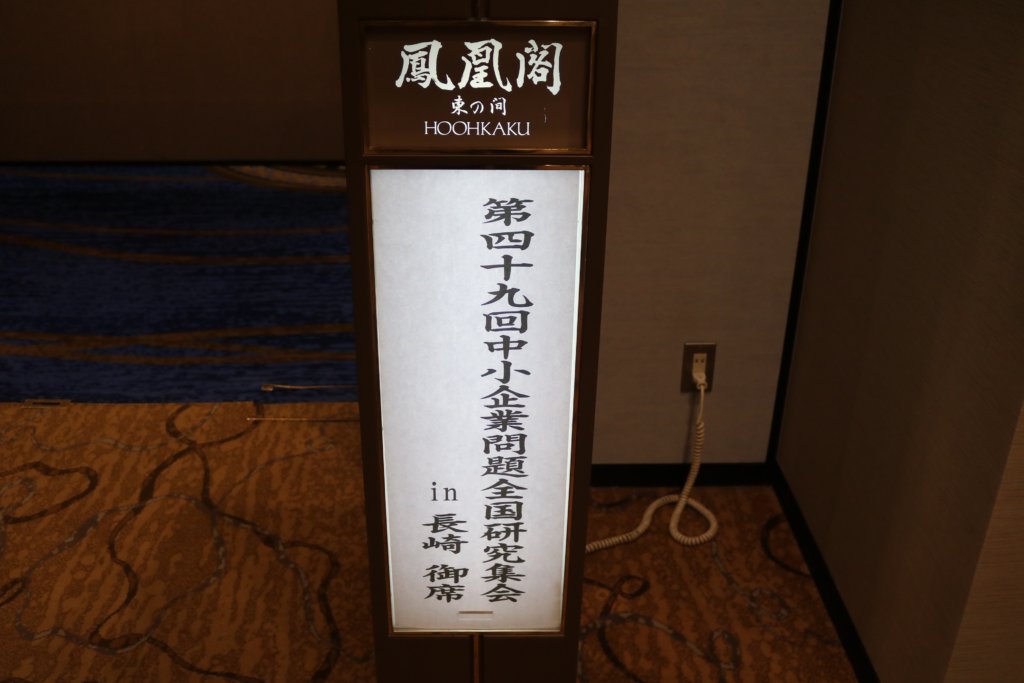 鳳凰閣
東の间
HOOHKAKU
第四十九回中小企業問題全国研究集会
in 長崎 御席